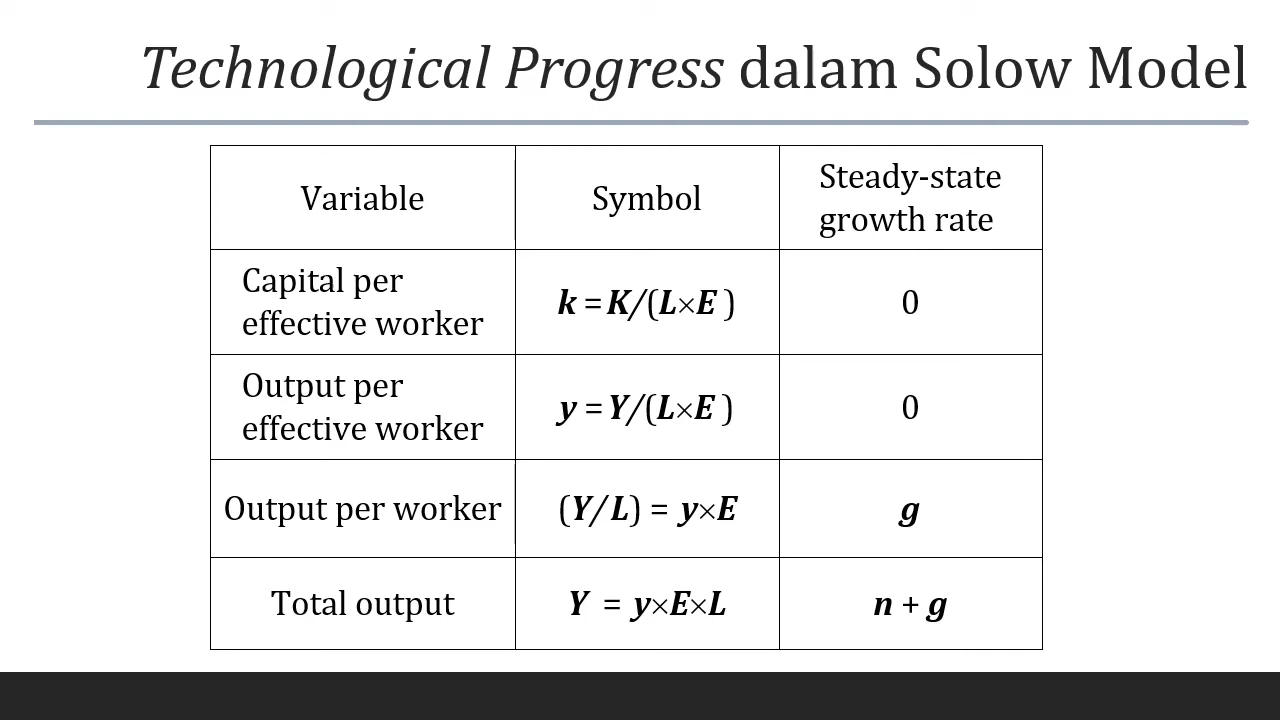 Technological Progress dalam Solow Model
Variable
Symbol
Steady-state
growth rate
Capital per
effective worker
k = K/(L×E )
0
Output per
effective worker
y = Y/(L×E )
0
Output per worker
(Y/L) = y×E
g
Total output
Y = y×E×L
n + g